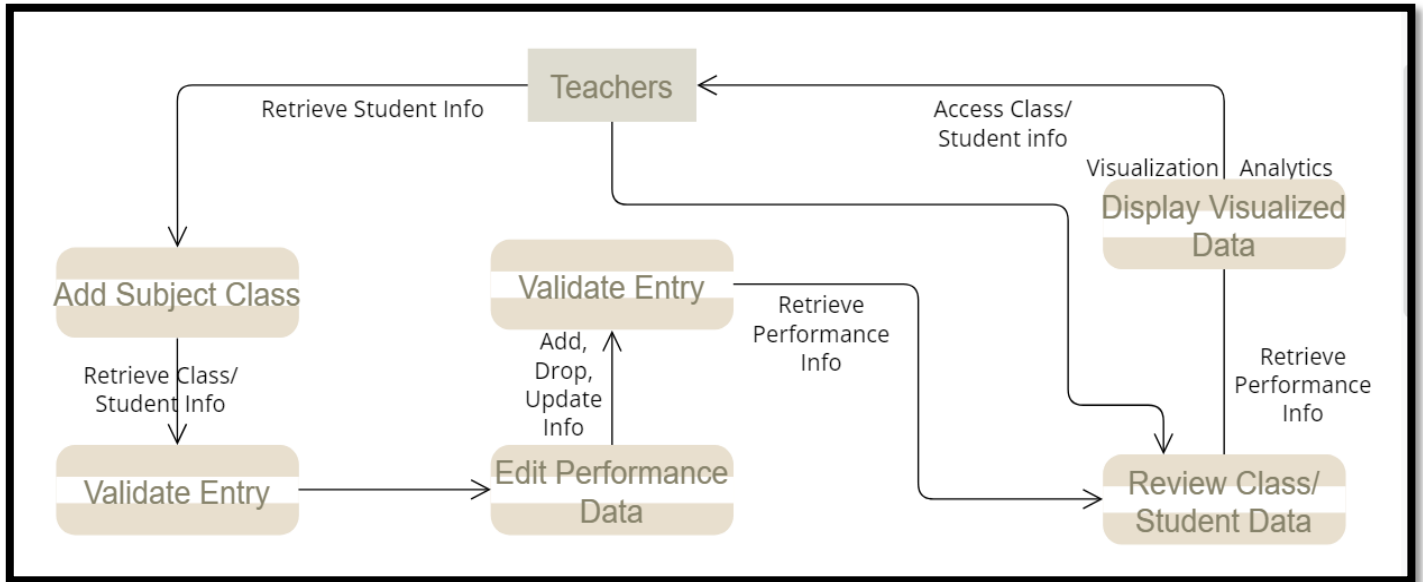 Teachers
Retrieve Student Info
Access Class/
Student info
Visualization Analytics
Display Visualized
Data
Add Subject Class
Validate Entry
Retrieve
Performance
Info
Add,
Drop,
Update
Info
Retrieve Class/
Student Info
Retrieve
Performance
Info
Validate Entry
Edit Performance
Data
Review Class/
Student Data